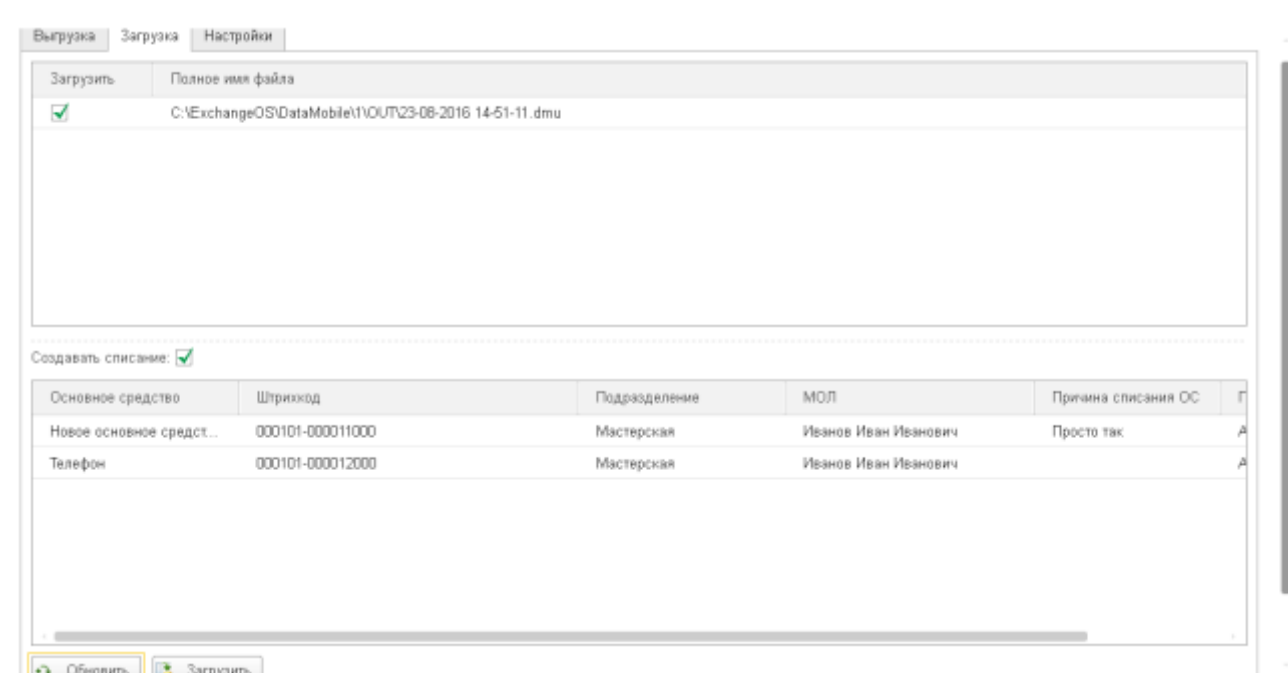 Выгрузка Загрузка Настройки
Загрузить Полное имя файла
C:\ExchangeOS\DataMobile\1\OUT\23-08-2016 14-51-11.dmu
Создавать списание:
Основное средство Штрихкод Подразделение МОЛ Причина списания ОС
Новое основное средст... 000101-000011000 Мастерская Иванов Иван Иванович Просто так
Телефон 000101-000012000 Мастерская Иванов Иван Иванович
Обновить Загрузить